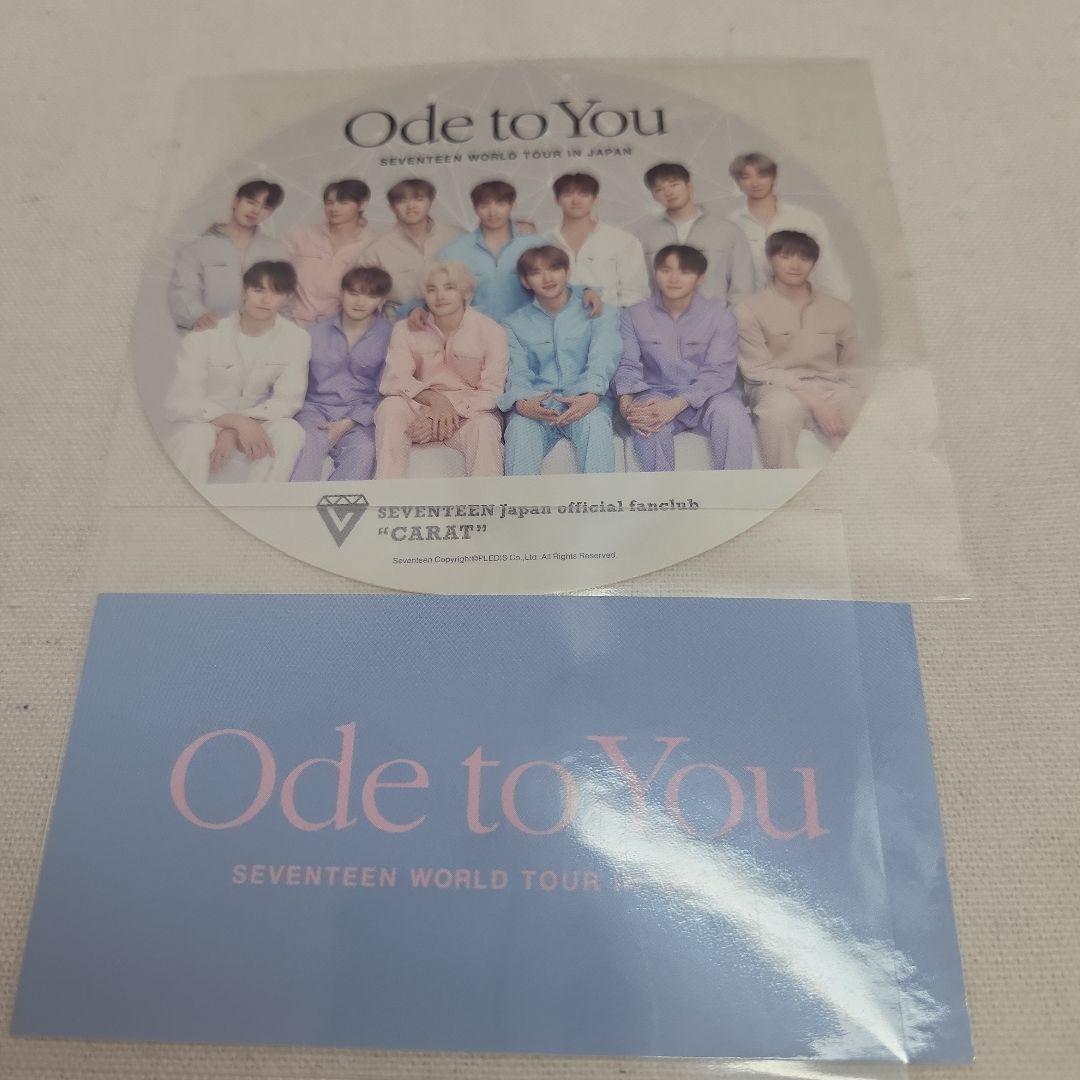 Ode to You
SEVENTEEN WORLD TOUR IN JAPAN
SEVENTEEN japan official fanclub
“CARAT”
Seventeen Copyright©PLEDIS Co.,Ltd. All Rights Reserved.
Ode to You
SEVENTEEN WORLD TOUR IN